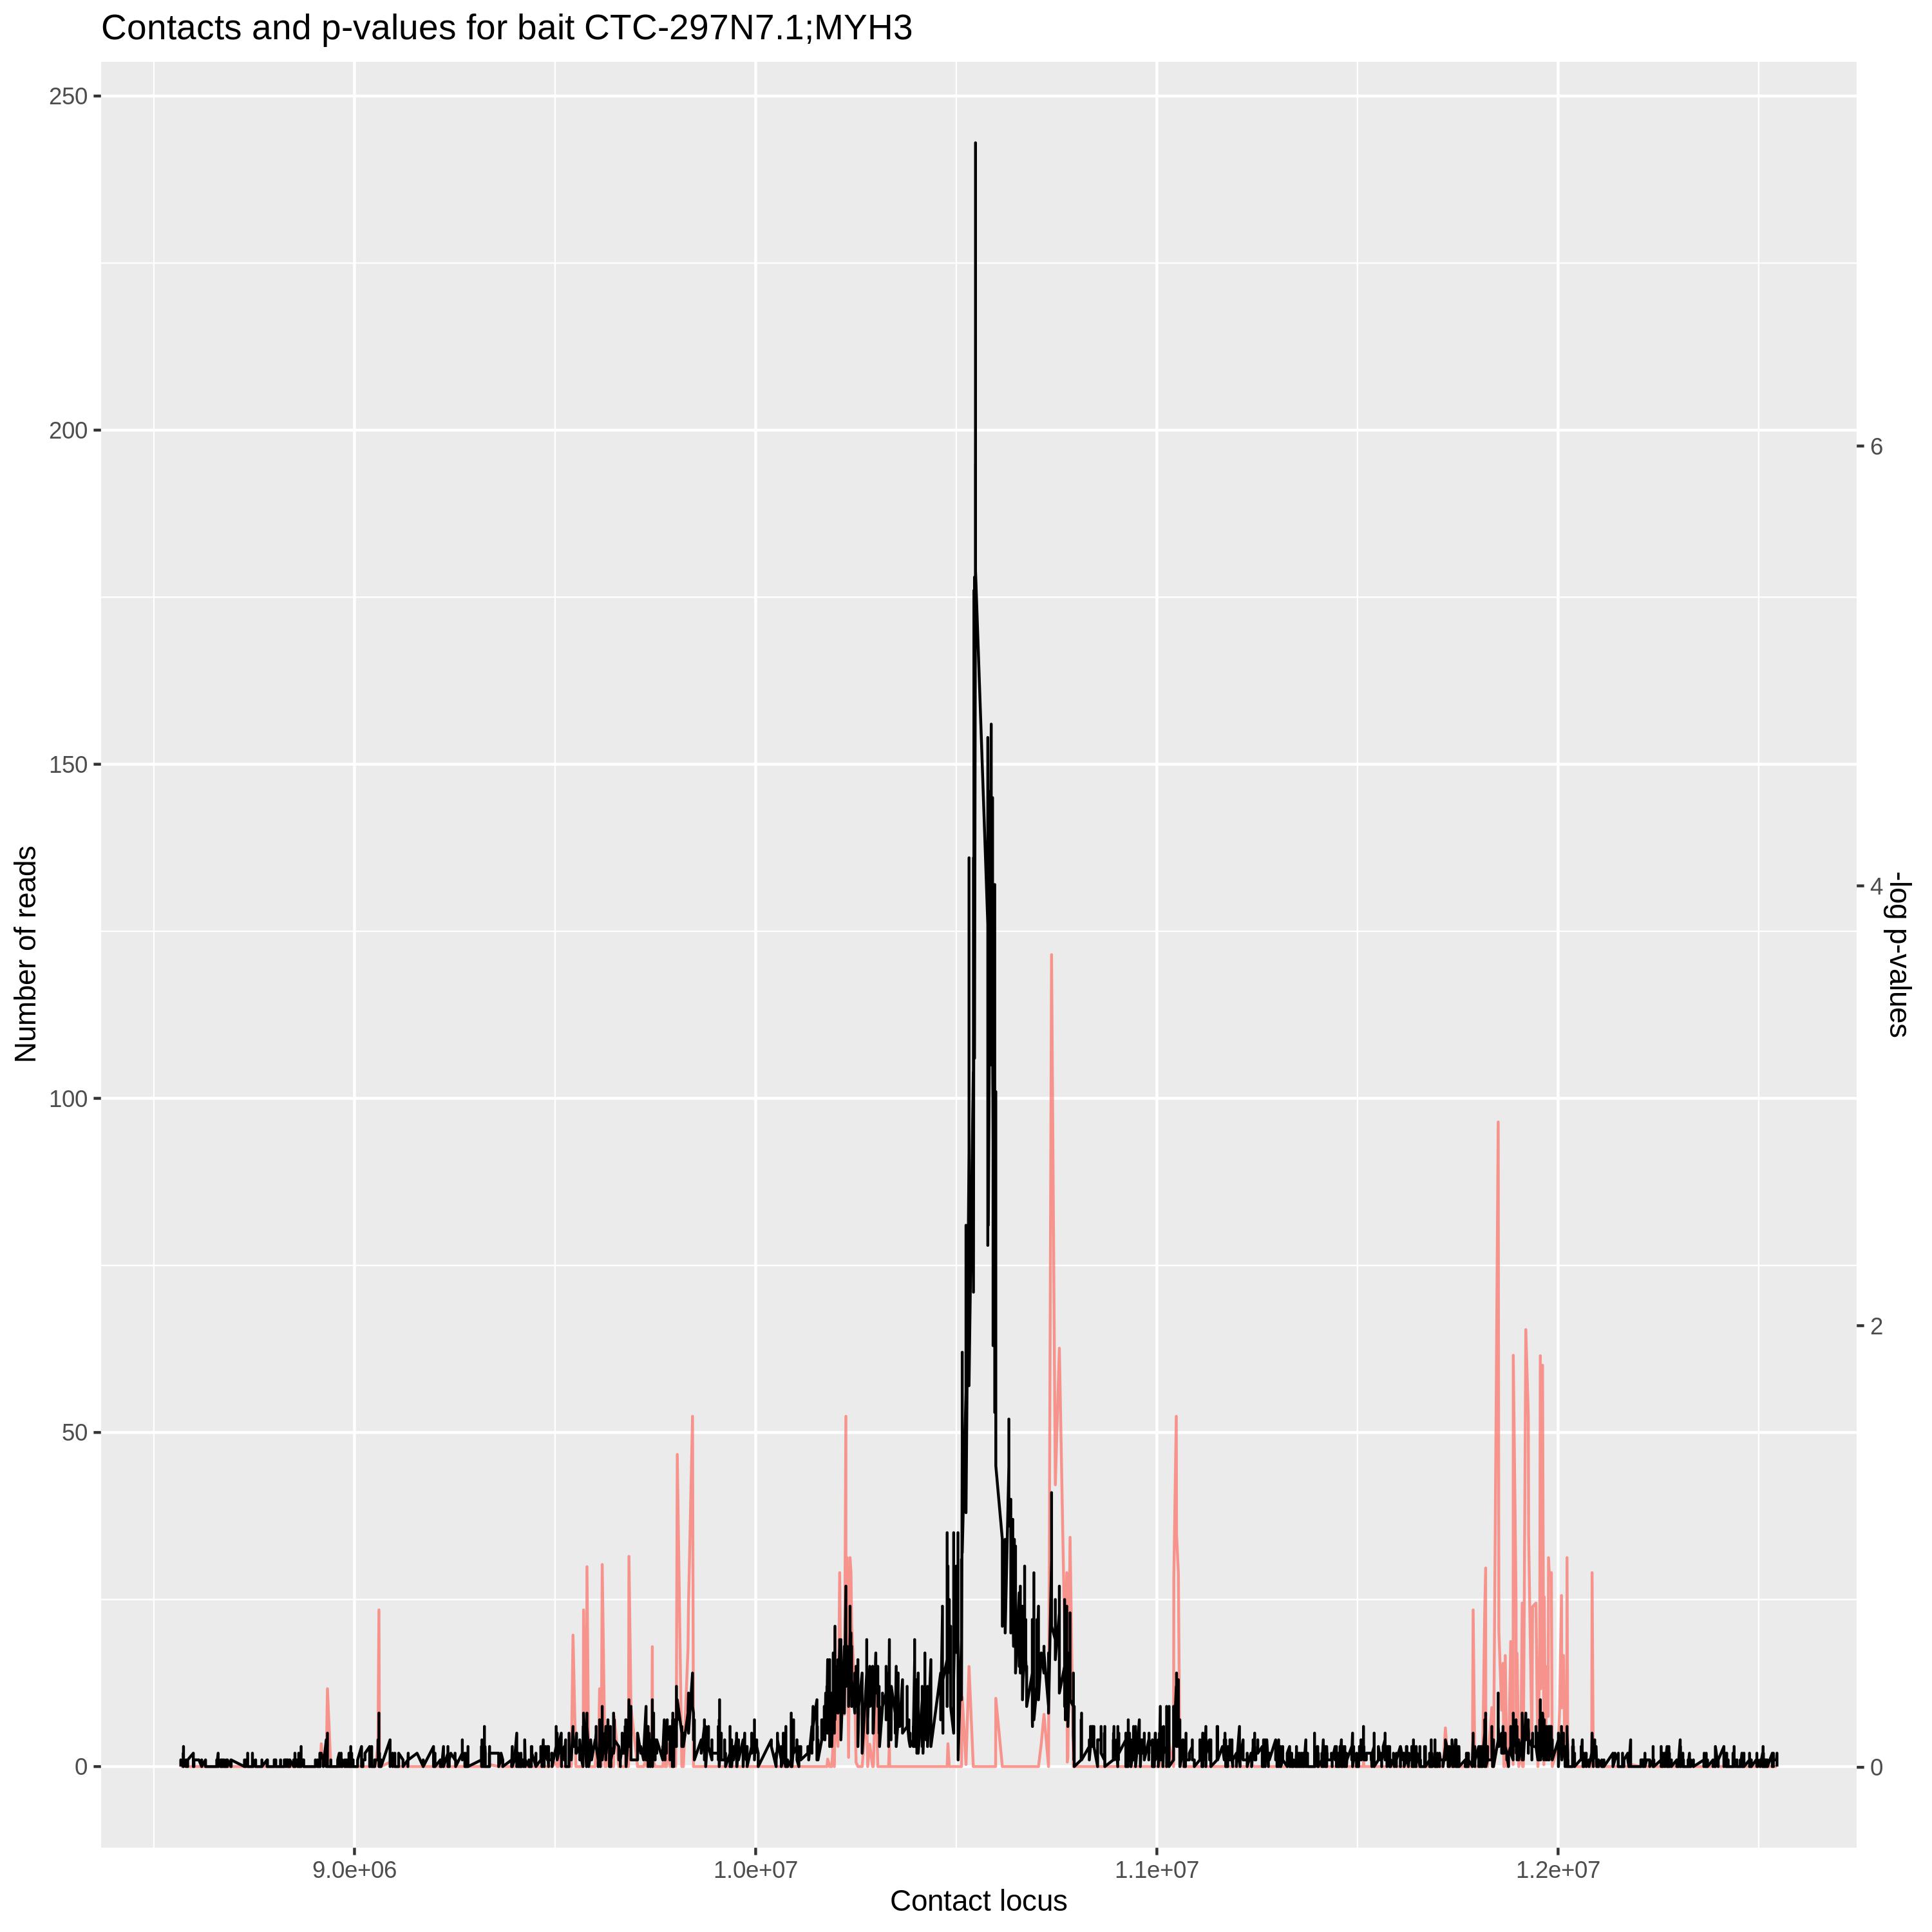 Contacts and p-values for bait CTC-297N7.1;MYH3
250
200
150
100
50
0
Number of reads
6
4
2
0
-log p-values
9.0e+06
1.0e+07
1.1e+07
1.2e+07
Contact locus